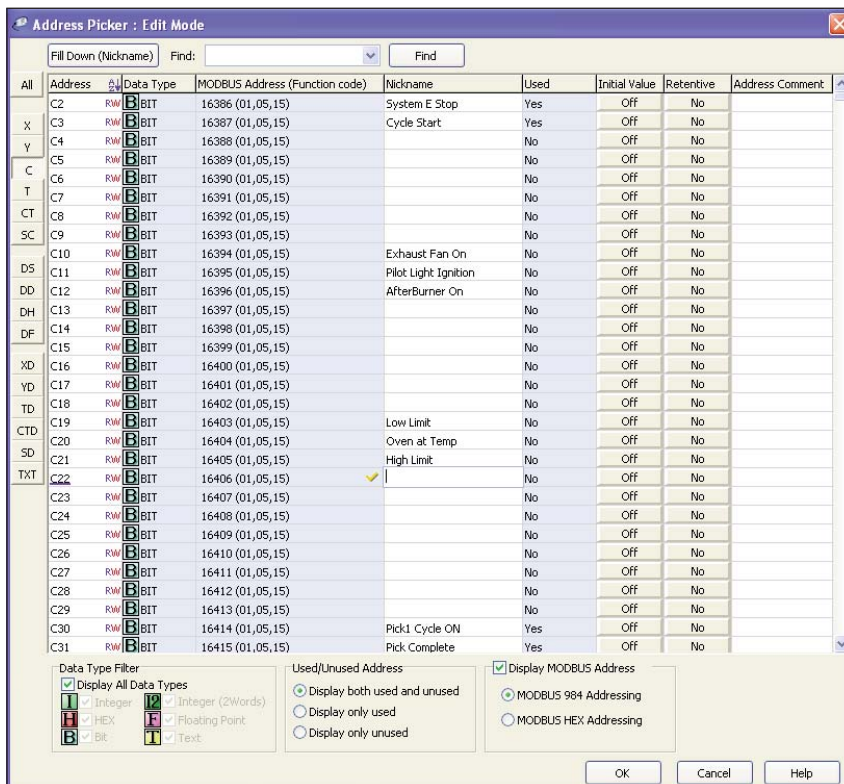 Address Picker : Edit Mode
Fill Down (Nickname) Find: Find
All Address Data Type MODBUS Address (Function code) Nickname Used Initial Value Retentive Address Comment
C2 RW B BIT 16386 (01,05,15) System E Stop Yes Off No
X C3 RW B BIT 16387 (01,05,15) Cycle Start Yes Off No
Y C4 RW B BIT 16388 (01,05,15) No Off No
C5 RW B BIT 16389 (01,05,15) No Off No
C C6 RW B BIT 16390 (01,05,15) No Off No
T C7 RW B BIT 16391 (01,05,15) No Off No
CT C8 RW B BIT 16392 (01,05,15) No Off No
SC C9 RW B BIT 16393 (01,05,15) No Off No
C10 RW B BIT 16394 (01,05,15) Exhaust Fan On No Off No
DS C11 RW B BIT 16395 (01,05,15) Pilot Light Ignition No Off No
DD C12 RW B BIT 16396 (01,05,15) AfterBurner On No Off No
DH C13 RW B BIT 16397 (01,05,15) No Off No
DF C14 RW B BIT 16398 (01,05,15) No Off No
C15 RW B BIT 16399 (01,05,15) No Off No
XD C16 RW B BIT 16400 (01,05,15) No Off No
YD C17 RW B BIT 16401 (01,05,15) No Off No
TD C18 RW B BIT 16402 (01,05,15) No Off No
CTD C19 RW B BIT 16403 (01,05,15) Low Limit No Off No
C20 RW B BIT 16404 (01,05,15) Oven at Temp No Off No
SD C21 RW B BIT 16405 (01,05,15) High Limit No Off No
TXT C22 RW B BIT 16406 (01,05,15) No Off No
C23 RW B BIT 16407 (01,05,15) No Off No
C24 RW B BIT 16408 (01,05,15) No Off No
C25 RW B BIT 16409 (01,05,15) No Off No
C26 RW B BIT 16410 (01,05,15) No Off No
C27 RW B BIT 16411 (01,05,15) No Off No
C28 RW B BIT 16412 (01,05,15) No Off No
C29 RW B BIT 16413 (01,05,15) No Off No
C30 RW B BIT 16414 (01,05,15) Pick1 Cycle ON Yes Off No
C31 RW B BIT 16415 (01,05,15) Pick Complete Yes Off No
Data Type Filter Used/Unused Address Display MODBUS Address
Display All Data Types Display both used and unused MODBUS 984 Addressing
I Integer I2 Integer (2Words) Display only used MODBUS HEX Addressing
H HEX F Floating Point Display only unused
B Bit T Text
OK Cancel Help